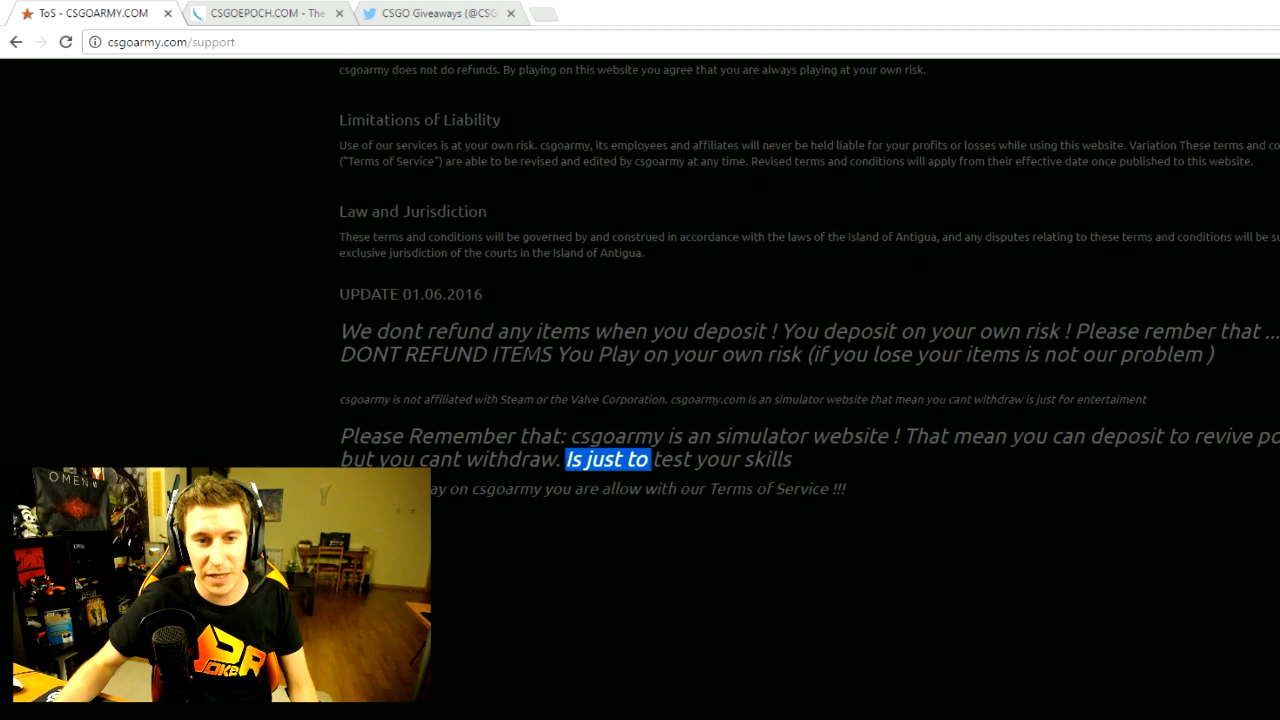 ToS - CSGOARMY.COM
CSGOEPOCH.COM - The
CSGO Giveaways (@CSG
csgoarmy.com/support
csgoarmy does not do refunds. By playing on this website you agree that you are always playing at your own risk.
Limitations of Liability
Use of our services is at your own risk. csgoarmy, its employees and affiliates will never be held liable for your profits or losses while using this website. Variation These terms and co
("Terms of Service") are able to be revised and edited by csgoarmy at any time. Revised terms and conditions will apply from their effective date once published to this website.
Law and Jurisdiction
These terms and conditions will be governed by and construed in accordance with the laws of the Island of Antigua, and any disputes relating to these terms and conditions will be su
exclusive jurisdiction of the courts in the Island of Antigua.
UPDATE 01.06.2016
We dont refund any items when you deposit ! You deposit on your own risk ! Please rember that ...
DONT REFUND ITEMS You Play on your own risk (if you lose your items is not our problem )
csgoarmy is not affiliated with Steam or the Valve Corporation. csgoarmy.com is an simulator website that mean you cant withdraw is just for entertaiment
Please Remember that: csgoarmy is an simulator website ! That mean you can deposit to revive po
but you cant withdraw. Is just to test your skills
ay on csgoarmy you are allow with our Terms of Service !!!
OMEN
DR
JOKER